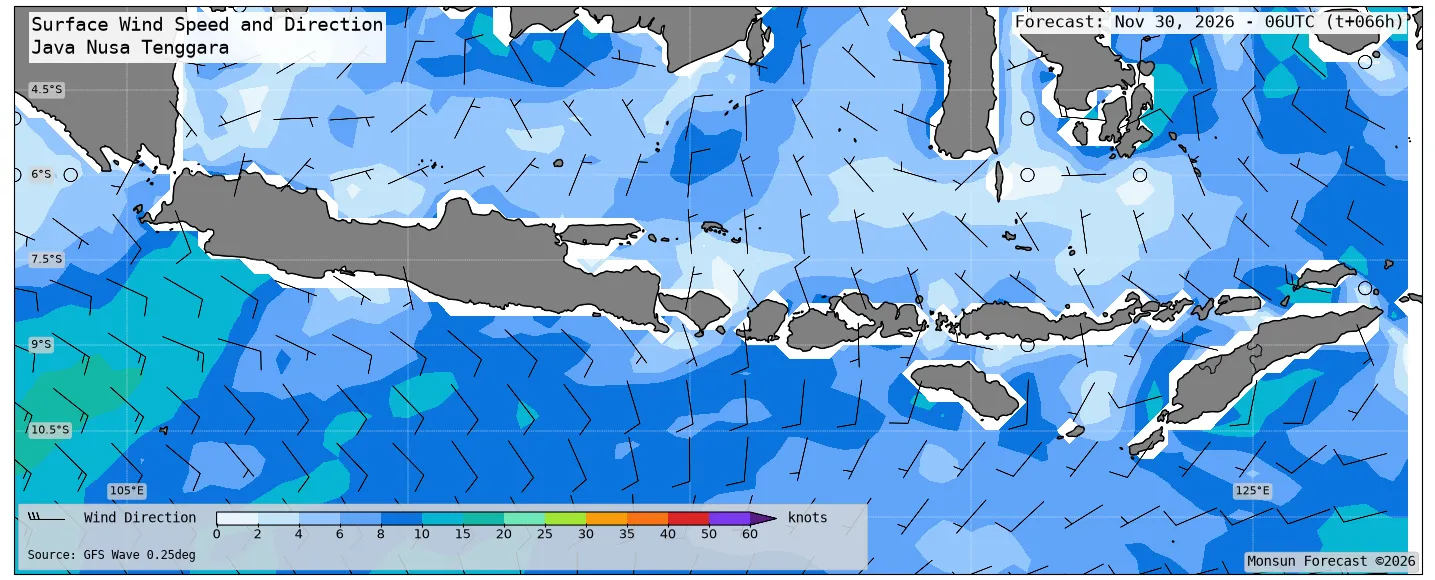 Surface Wind Speed and Direction
Java Nusa Tenggara
Forecast: Nov 30, 2026 - 06UTC (t+066h)
4.5°S
6°S
7.5°S
9°S
10.5°S
105°E
125°E
Wind Direction
0 2 4 6 8 10 15 20 25 30 35 40 50 60
knots
Source: GFS Wave 0.25deg
Monsun Forecast ©2026